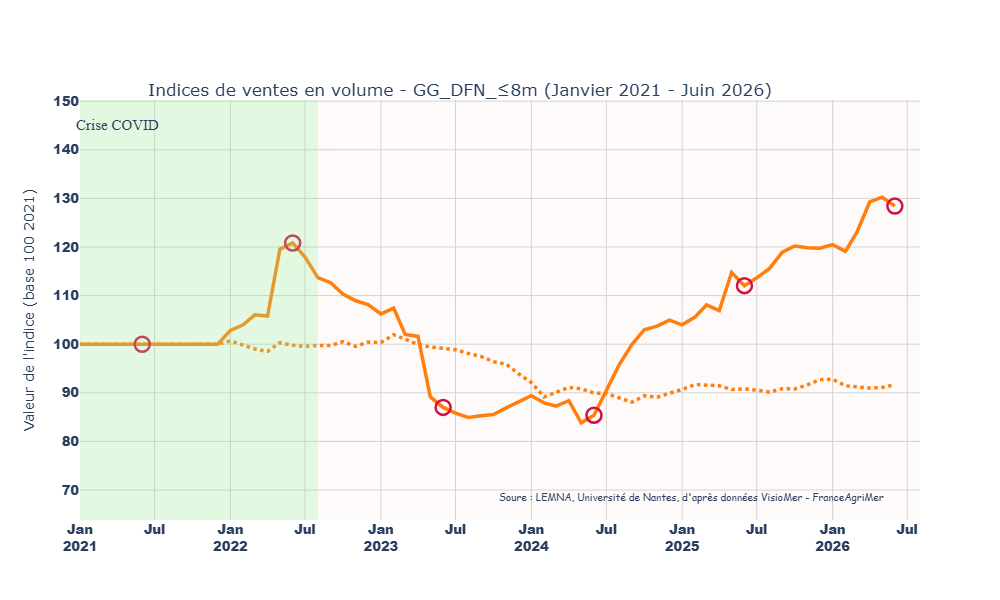 Indices de ventes en volume - GG_DFN_≤8m (Janvier 2021 - Juin 2026)
Valeur de l'indice (base 100 2021)
150
Crise COVID
140
130
120
110
100
90
80
70
Soure : LEMNA, Université de Nantes, d'après données VisioMer - FranceAgriMer
Jan Jul Jan Jul Jan Jul Jan Jul Jan Jul Jan Jul
2021 2022 2023 2024 2025 2026